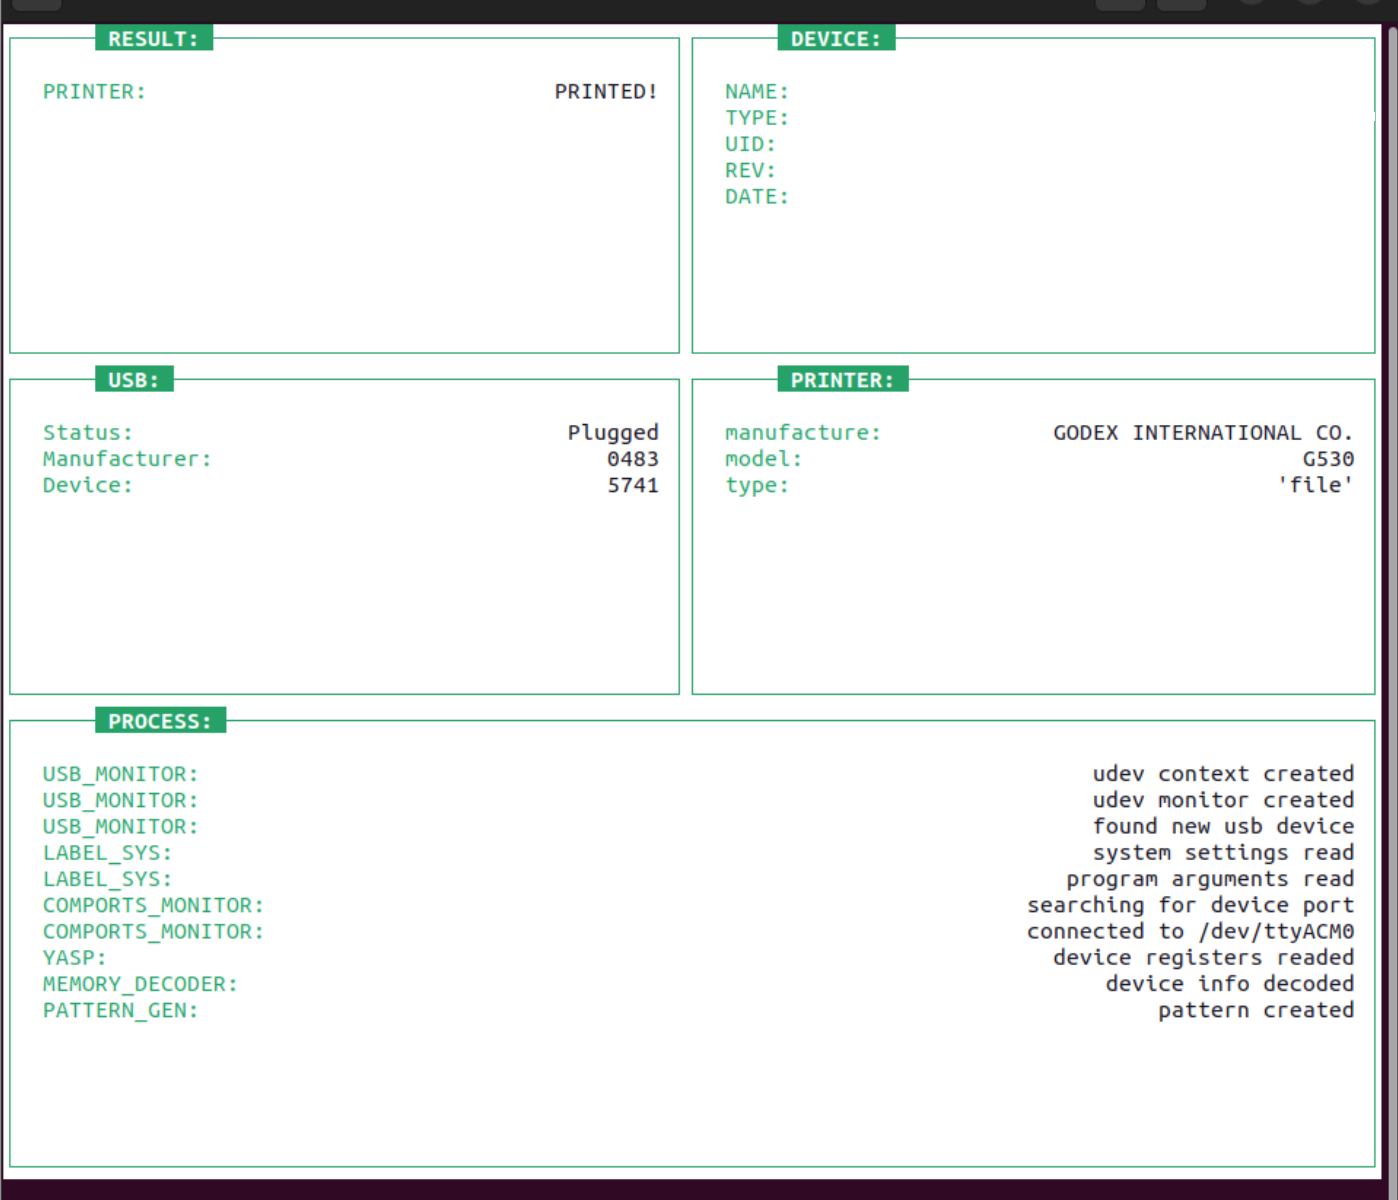 RESULT:
PRINTER: PRINTED!
DEVICE:
NAME:
TYPE:
UID:
REV:
DATE:
USB:
Status: Plugged
Manufacturer: 0483
Device: 5741
PRINTER:
manufacture: GODEX INTERNATIONAL CO.
model: G530
type: 'file'
PROCESS:
USB_MONITOR: udev context created
USB_MONITOR: udev monitor created
USB_MONITOR: found new usb device
LABEL_SYS: system settings read
LABEL_SYS: program arguments read
COMPORTS_MONITOR: searching for device port
COMPORTS_MONITOR: connected to /dev/ttyACM0
YASP: device registers readed
MEMORY_DECODER: device info decoded
PATTERN_GEN: pattern created